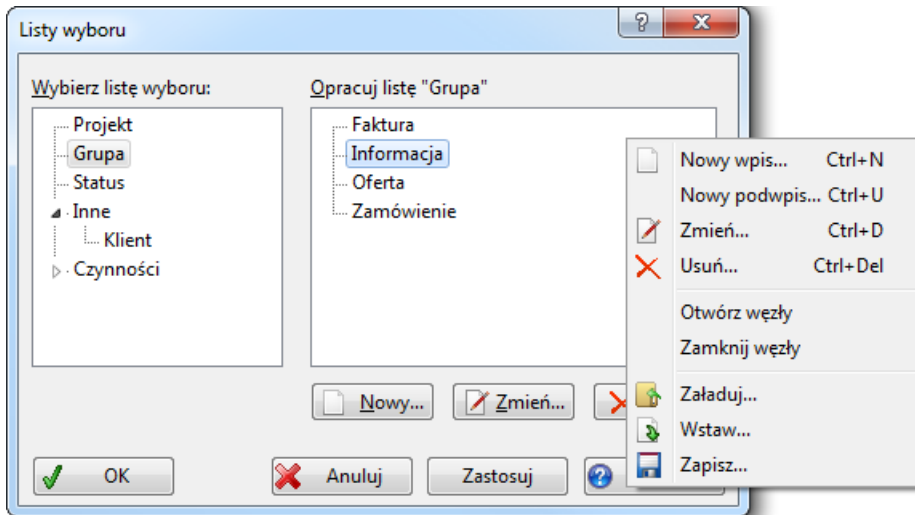 Listy wyboru
Wybierz listę wyboru:
Projekt
Grupa
Status
Inne
Klient
Czynności
Opracuj listę "Grupa"
Faktura
Informacja
Oferta
Zamówienie
Nowy... Zmień...
OK Anuluj Zastosuj
Nowy wpis... Ctrl+N
Nowy podwpis... Ctrl+U
Zmień... Ctrl+D
Usuń... Ctrl+Del
Otwórz węzły
Zamknij węzły
Załaduj...
Wstaw...
Zapisz...